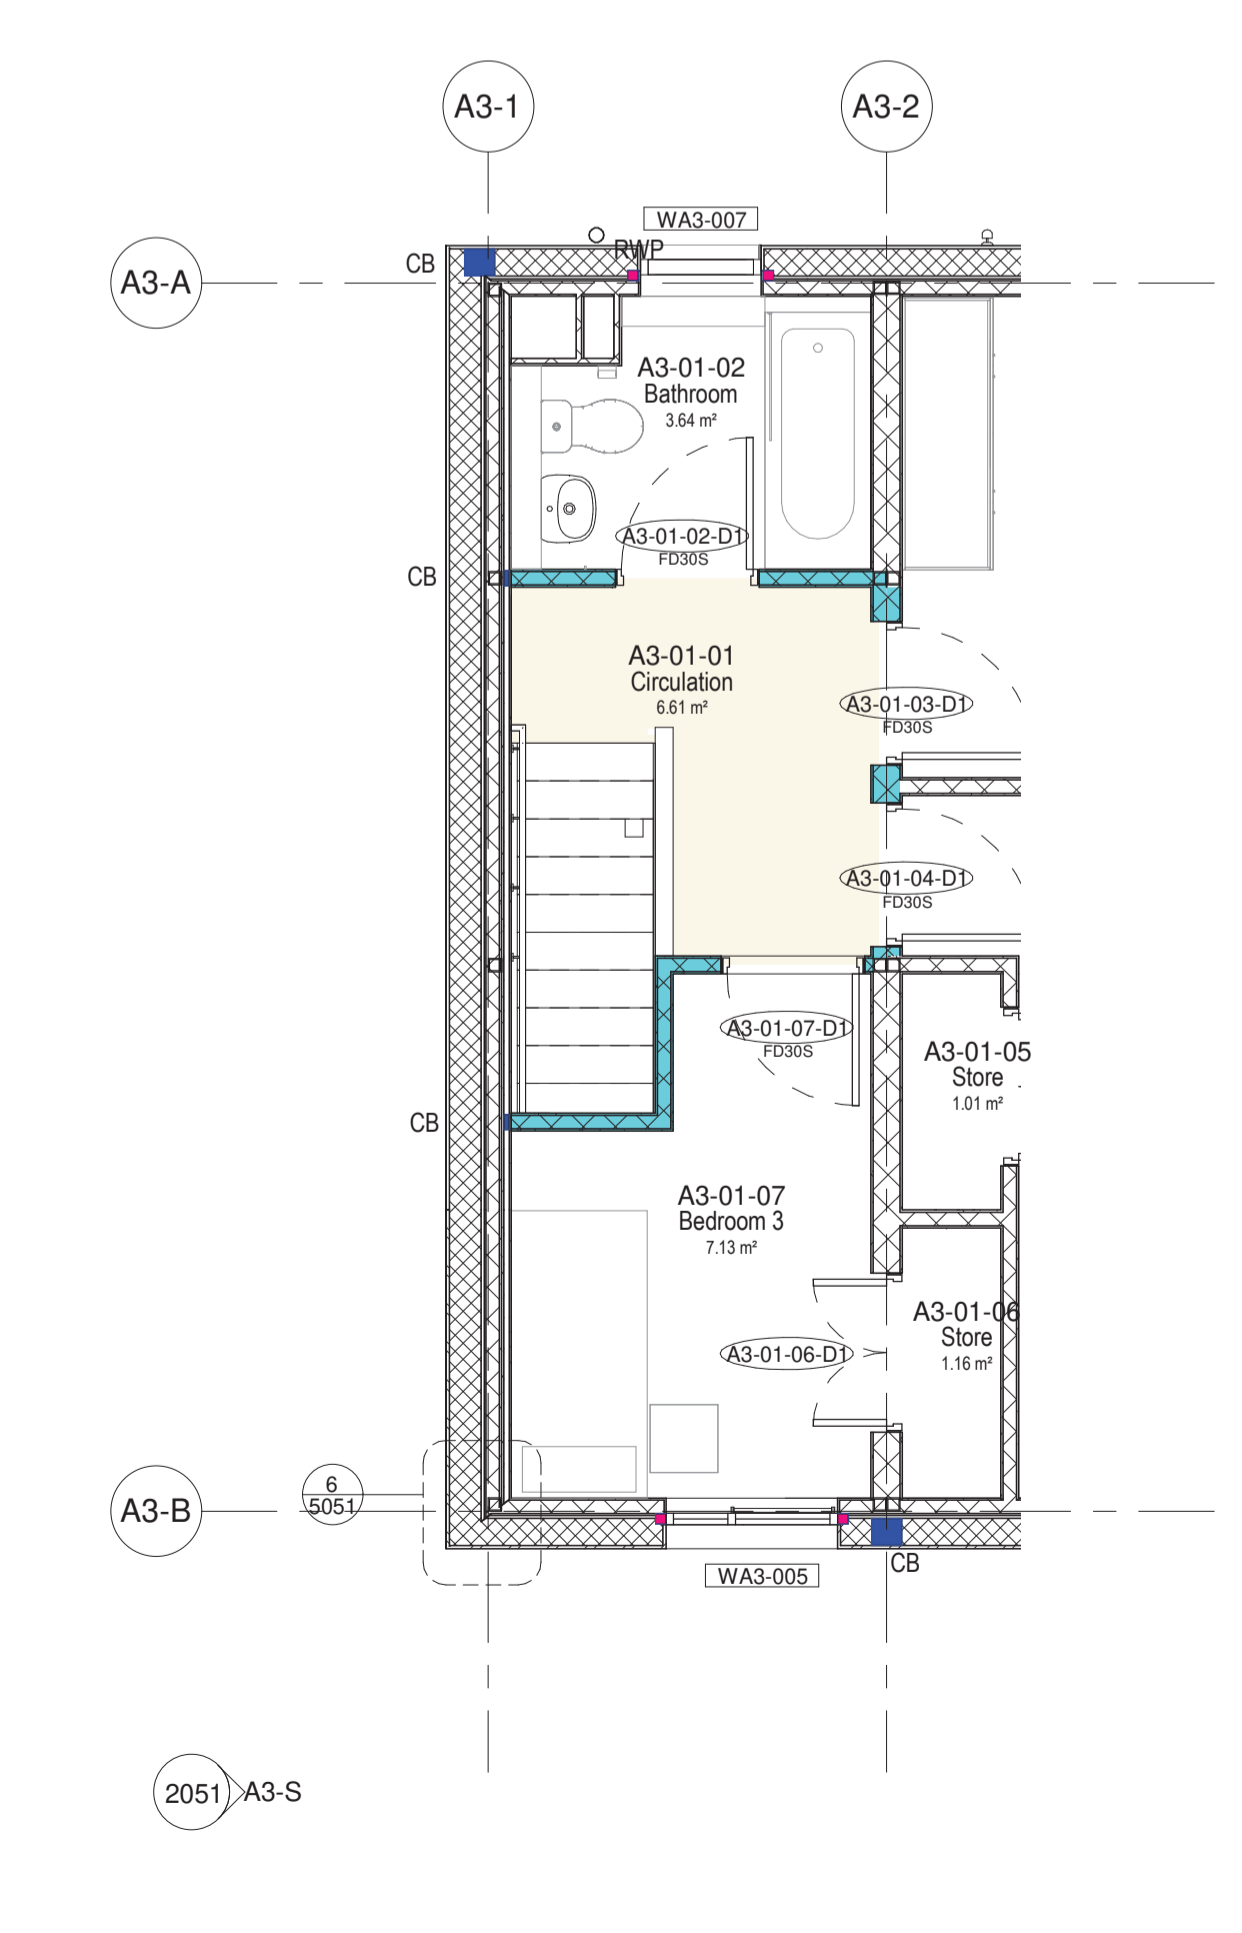 A3-1
A3-2
WA3-007
RWP
CB
A3-A
A3-01-02
Bathroom
3.64 m²
A3-01-02-D1
FD30S
CB
A3-01-01
Circulation
6.61 m²
A3-01-03-D1
FD30S
A3-01-04-D1
FD30S
A3-01-07-D1
FD30S
A3-01-05
Store
1.01 m²
CB
A3-01-07
Bedroom 3
7.13 m²
A3-01-06
Store
1.16 m²
A3-01-06-D1
6
5051
A3-B
CB
WA3-005
2051
A3-S